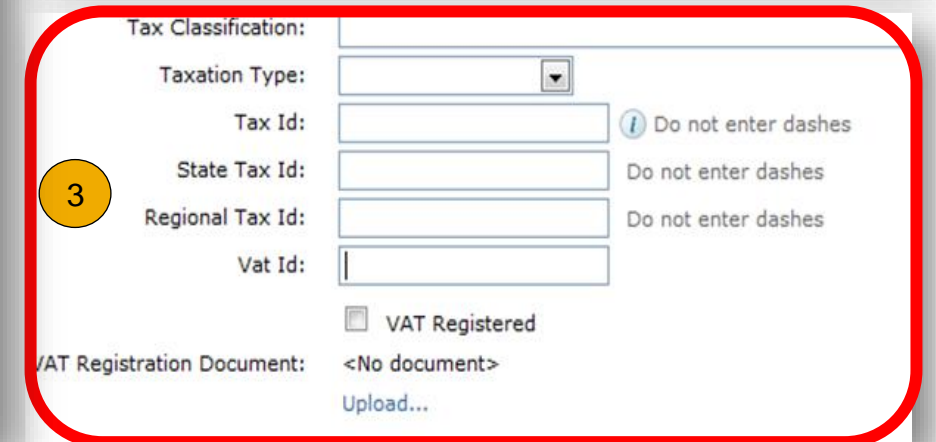 Tax Classification:
Taxation Type:
Tax Id: i Do not enter dashes
State Tax Id: Do not enter dashes
3
Regional Tax Id: Do not enter dashes
Vat Id:
VAT Registered
VAT Registration Document: <No document>
Upload...